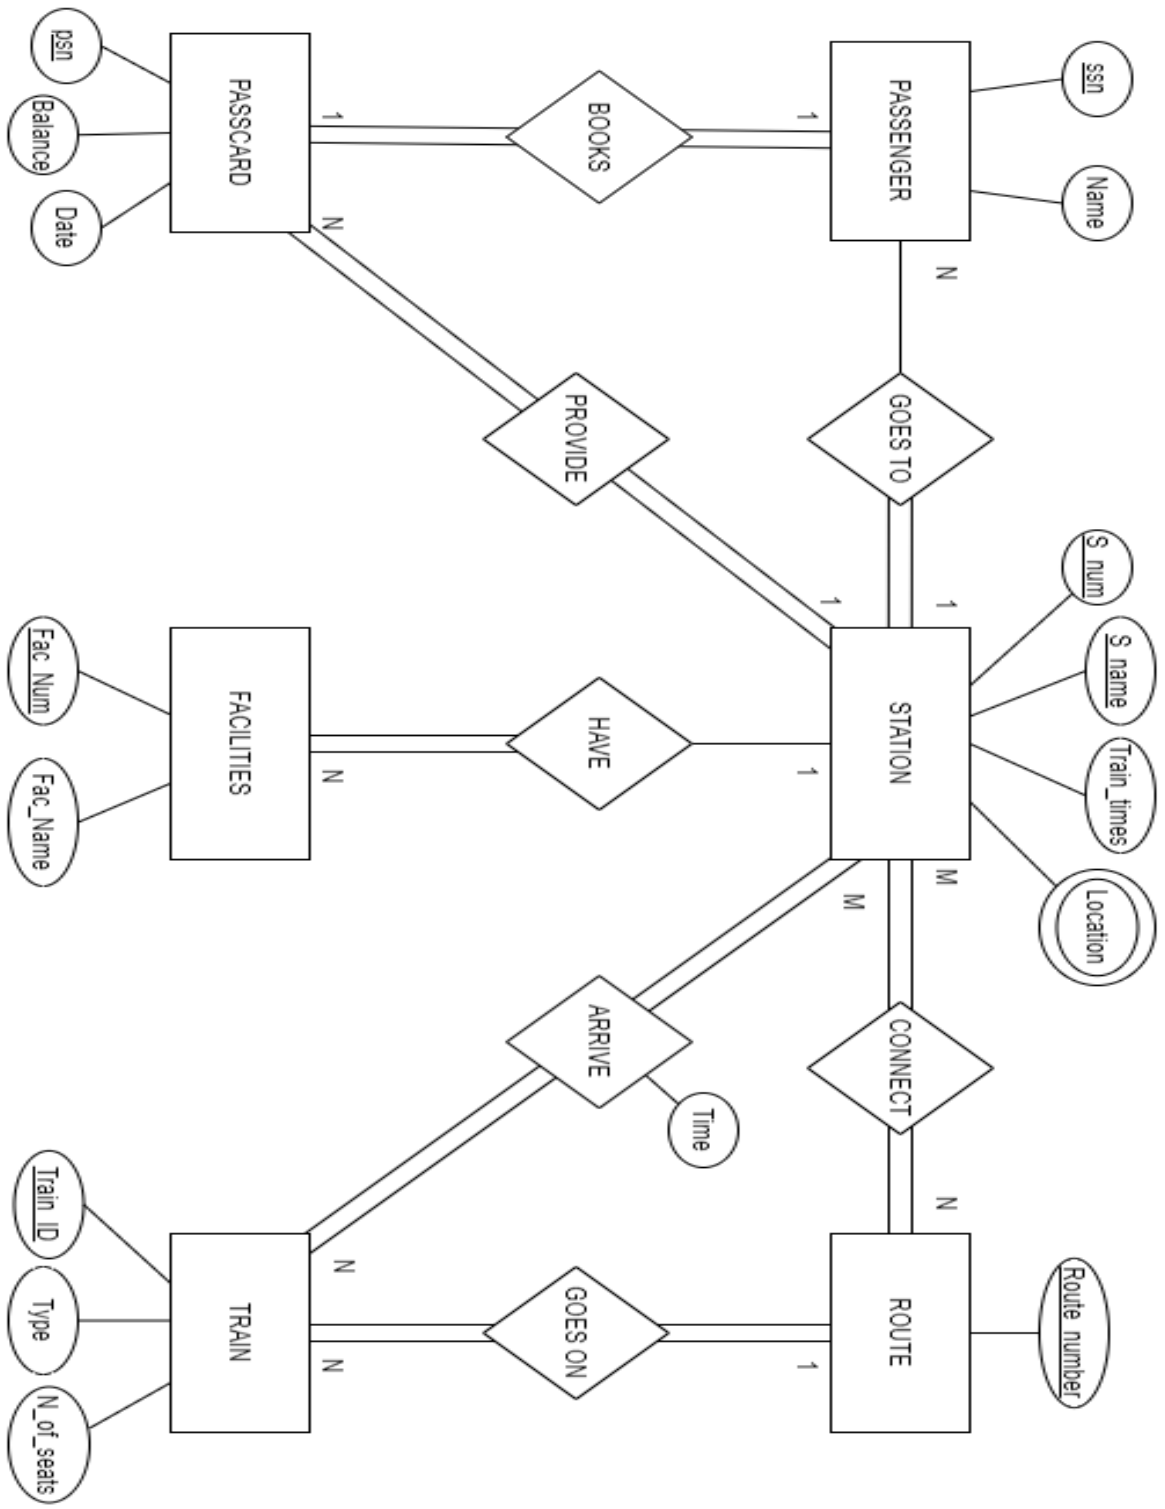 ssn
Name
S_num
S_name
Train_times
Location
Route_number
N
1
M
N
PASSENGER
GOES TO
STATION
CONNECT
ROUTE
M
1
1
1
1
Time
BOOKS
PROVIDE
HAVE
ARRIVE
GOES ON
1
N
N
N
N
PASSCARD
FACILITIES
TRAIN
psn
Balance
Date
Fac_Num
Fac_Name
Train_ID
Type
N_of_seats